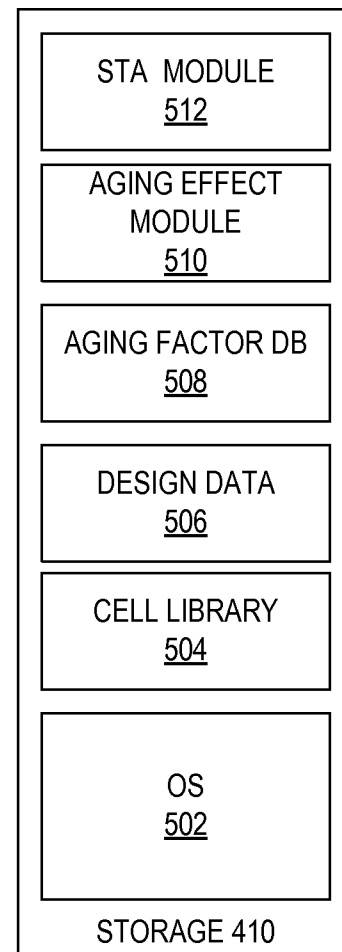 STA MODULE
512
AGING EFFECT
MODULE
510
AGING FACTOR DB
508
DESIGN DATA
506
CELL LIBRARY
504
OS
502
STORAGE 410